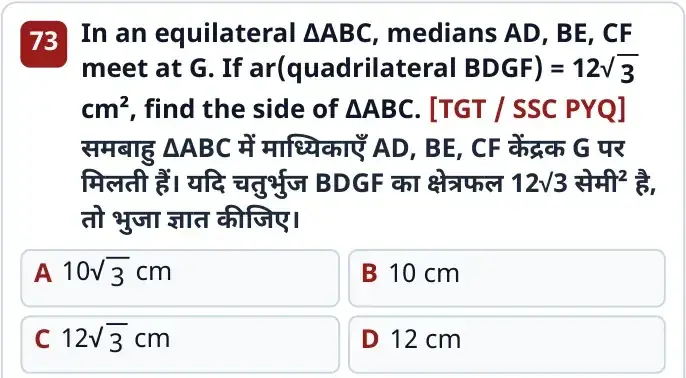 73 In an equilateral ΔABC, medians AD, BE, CF
meet at G. If ar(quadrilateral BDGF) = 12√3
cm², find the side of ΔABC. [TGT / SSC PYQ]
समबाहु ΔABC में माध्यिकाएँ AD, BE, CF केंद्रक G पर
मिलती हैं। यदि चतुर्भुज BDGF का क्षेत्रफल 12√3 सेमी² है,
तो भुजा ज्ञात कीजिए।
A 10√3 cm
B 10 cm
C 12√3 cm
D 12 cm